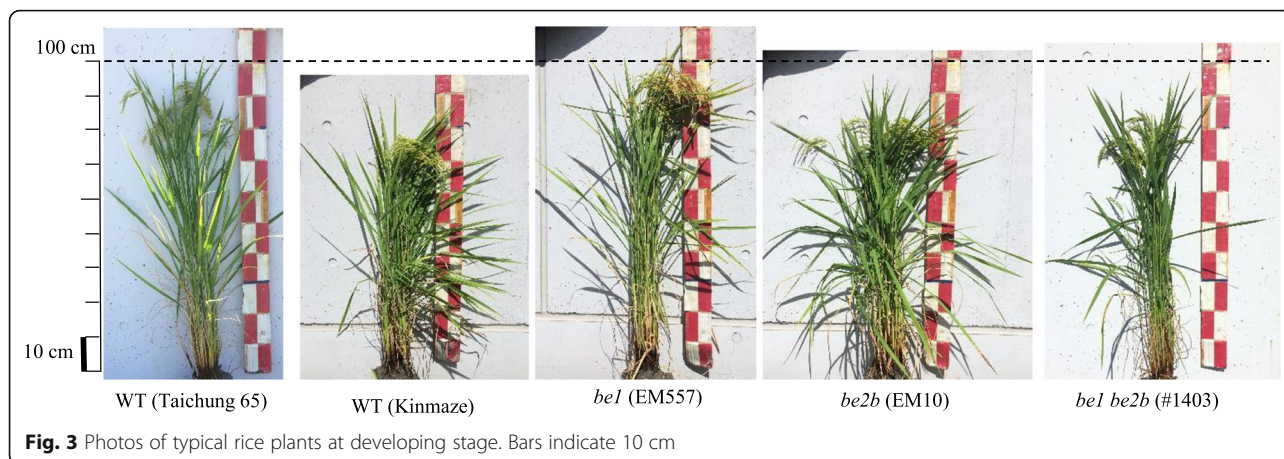 100 cm
10 cm
WT (Taichung 65)
WT (Kinmaze)
be1 (EM557)
be2b (EM10)
be1 be2b (#1403)
Fig. 3 Photos of typical rice plants at developing stage. Bars indicate 10 cm